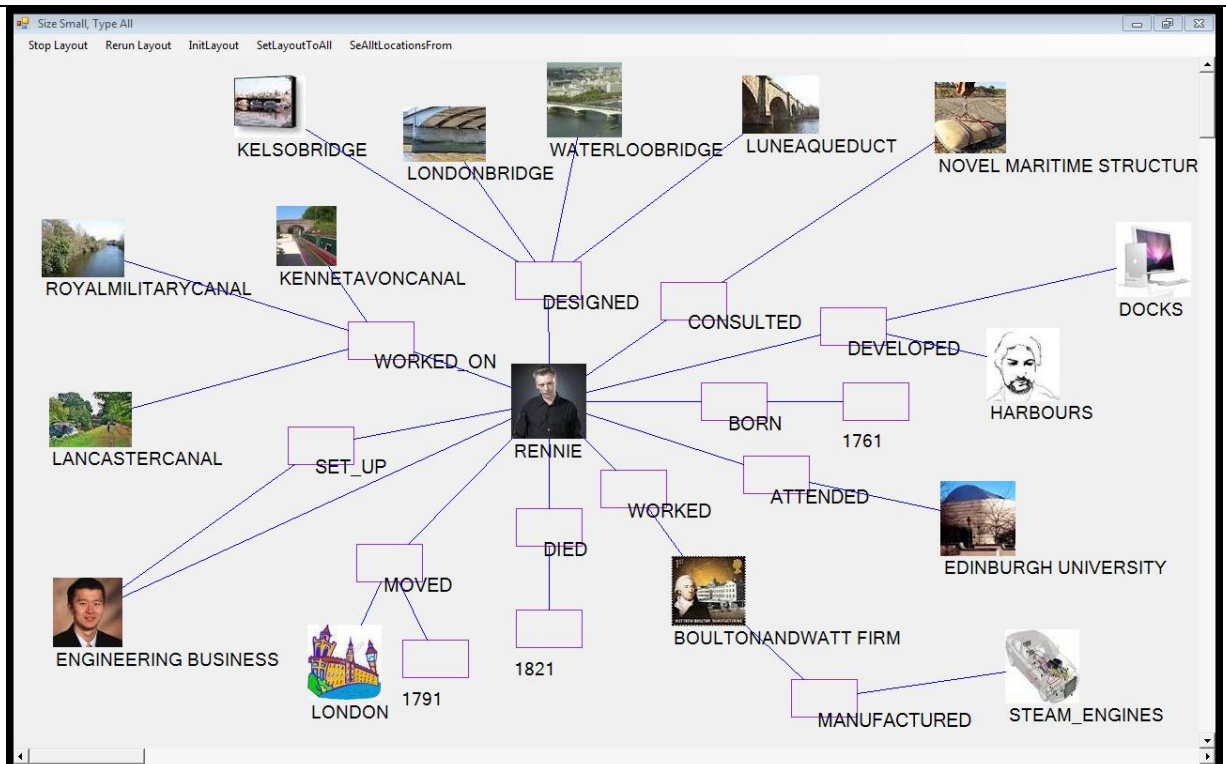 Size Small, Type All
Stop Layout Rerun Layout InitLayout SetLayoutToAll SeAlltLocationsFrom
KELSOBRIDGE
LONDONBRIDGE
WATERLOOBRIDGE
LUNEAQUEDUCT
NOVEL MARITIME STRUCTUR
ROYALMILITARYCANAL
KENNETAVONCANAL
DESIGNED
CONSULTED
DOCKS
WORKED_ON
DEVELOPED
HARBOURS
LANCASTERCANAL
RENNIE
BORN
1761
SET_UP
WORKED
ATTENDED
DIED
MOVED
EDINBURGH UNIVERSITY
ENGINEERING BUSINESS
BOULTONANDWATT FIRM
1821
1791
LONDON
MANUFACTURED
STEAM_ENGINES